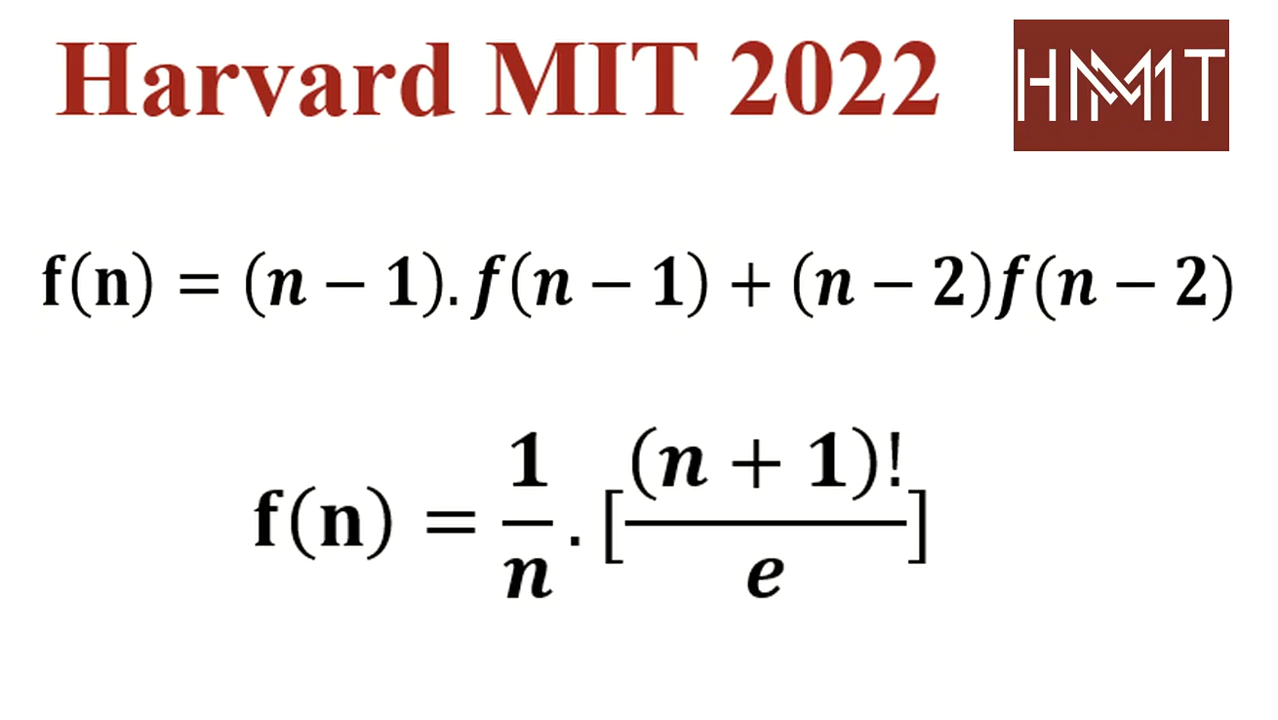 Harvard MIT 2022
HMMT
f(n) = (n − 1). f(n − 1) + (n − 2)f(n − 2)
f(n) = 1/n . [(n + 1)!/e]